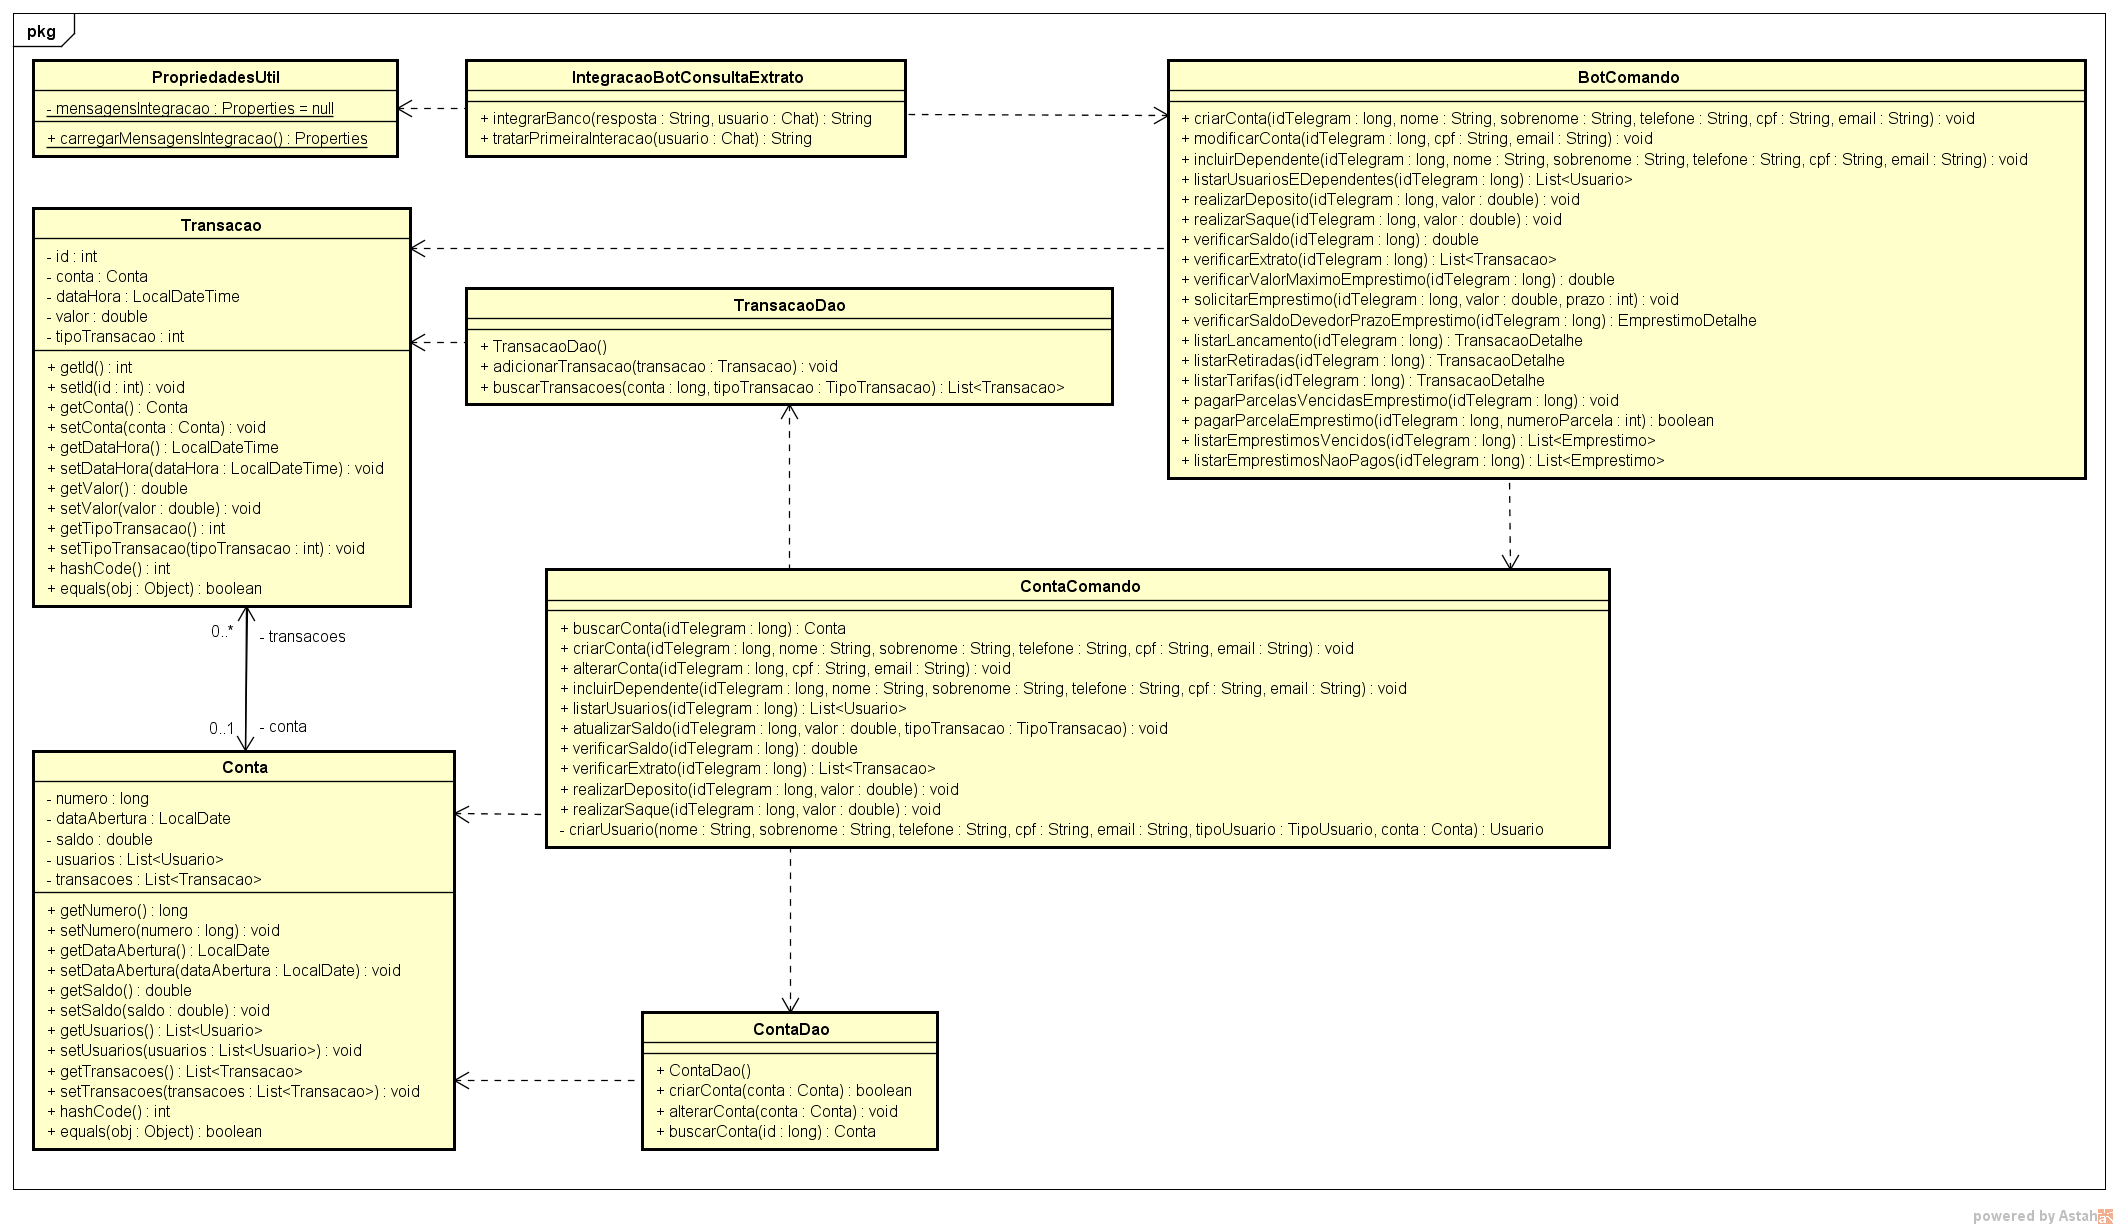 pkg
PropriedadesUtil
- mensagensIntegracao : Properties = null
+ carregarMensagensIntegracao() : Properties
IntegracaoBotConsultaExtrato
+ integrarBanco(resposta : String, usuario : Chat) : String
+ tratarPrimeiraInteracao(usuario : Chat) : String
BotComando
+ criarConta(idTelegram : long, nome : String, sobrenome : String, telefone : String, cpf : String, email : String) : void
+ modificarConta(idTelegram : long, cpf : String, email : String) : void
+ incluirDependente(idTelegram : long, nome : String, sobrenome : String, telefone : String, cpf : String, email : String) : void
+ listarUsuariosEDependentes(idTelegram : long) : List<Usuario>
+ realizarDeposito(idTelegram : long, valor : double) : void
+ realizarSaque(idTelegram : long, valor : double) : void
+ verificarSaldo(idTelegram : long) : double
+ verificarExtrato(idTelegram : long) : List<Transacao>
+ verificarValorMaximoEmprestimo(idTelegram : long) : double
+ solicitarEmprestimo(idTelegram : long, valor : double, prazo : int) : void
+ verificarSaldoDevedorPrazoEmprestimo(idTelegram : long) : EmprestimoDetalhe
+ listarLancamento(idTelegram : long) : TransacaoDetalhe
+ listarRetiradas(idTelegram : long) : TransacaoDetalhe
+ listarTarifas(idTelegram : long) : TransacaoDetalhe
+ pagarParcelasVencidasEmprestimo(idTelegram : long) : void
+ pagarParcelaEmprestimo(idTelegram : long, numeroParcela : int) : boolean
+ listarEmprestimosVencidos(idTelegram : long) : List<Emprestimo>
+ listarEmprestimosNaoPagos(idTelegram : long) : List<Emprestimo>
Transacao
- id : int
- conta : Conta
- dataHora : LocalDateTime
- valor : double
- tipoTransacao : int
+ getId() : int
+ setId(id : int) : void
+ getConta() : Conta
+ setConta(conta : Conta) : void
+ getDataHora() : LocalDateTime
+ setDataHora(dataHora : LocalDateTime) : void
+ getValor() : double
+ setValor(valor : double) : void
+ getTipoTransacao() : int
+ setTipoTransacao(tipoTransacao : int) : void
+ hashCode() : int
+ equals(obj : Object) : boolean
TransacaoDao
+ TransacaoDao()
+ adicionarTransacao(transacao : Transacao) : void
+ buscarTransacoes(conta : long, tipoTransacao : TipoTransacao) : List<Transacao>
0..*
- transacoes
0..1
- conta
ContaComando
+ buscarConta(idTelegram : long) : Conta
+ criarConta(idTelegram : long, nome : String, sobrenome : String, telefone : String, cpf : String, email : String) : void
+ alterarConta(idTelegram : long, cpf : String, email : String) : void
+ incluirDependente(idTelegram : long, nome : String, sobrenome : String, telefone : String, cpf : String, email : String) : void
+ listarUsuarios(idTelegram : long) : List<Usuario>
+ atualizarSaldo(idTelegram : long, valor : double, tipoTransacao : TipoTransacao) : void
+ verificarSaldo(idTelegram : long) : double
+ verificarExtrato(idTelegram : long) : List<Transacao>
+ realizarDeposito(idTelegram : long, valor : double) : void
+ realizarSaque(idTelegram : long, valor : double) : void
- criarUsuario(nome : String, sobrenome : String, telefone : String, cpf : String, email : String, tipoUsuario : TipoUsuario, conta : Conta) : Usuario
Conta
- numero : long
- dataAbertura : LocalDate
- saldo : double
- usuarios : List<Usuario>
- transacoes : List<Transacao>
+ getNumero() : long
+ setNumero(numero : long) : void
+ getDataAbertura() : LocalDate
+ setDataAbertura(dataAbertura : LocalDate) : void
+ getSaldo() : double
+ setSaldo(saldo : double) : void
+ getUsuarios() : List<Usuario>
+ setUsuarios(usuarios : List<Usuario>) : void
+ getTransacoes() : List<Transacao>
+ setTransacoes(transacoes : List<Transacao>) : void
+ hashCode() : int
+ equals(obj : Object) : boolean
ContaDao
+ ContaDao()
+ criarConta(conta : Conta) : boolean
+ alterarConta(conta : Conta) : void
+ buscarConta(id : long) : Conta
powered by Astah